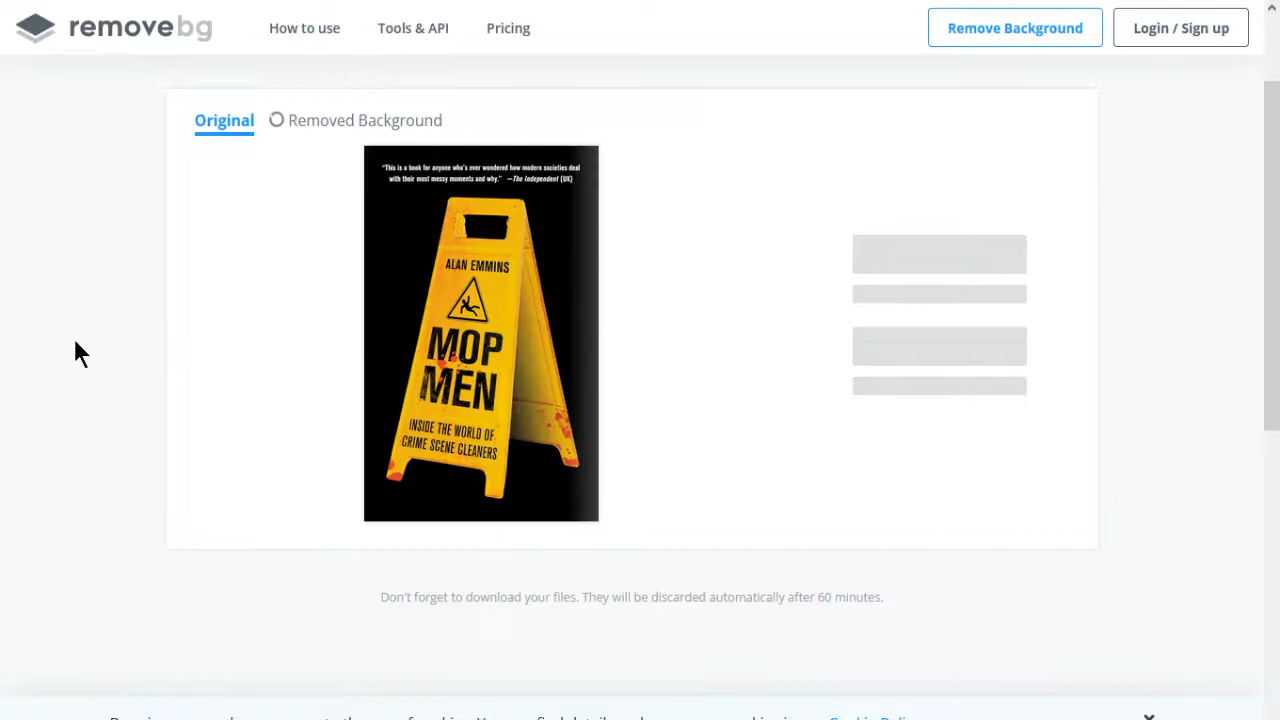 removebg
How to use
Tools & API
Pricing
Remove Background
Login / Sign up
Original
Removed Background
"This is a book for anyone who's ever wondered how modern societies deal
with their most messy moments and why." —The Independent (UK)
ALAN EMMINS
MOP
MEN
INSIDE THE WORLD OF
CRIME SCENE CLEANERS
Don't forget to download your files. They will be discarded automatically after 60 minutes.